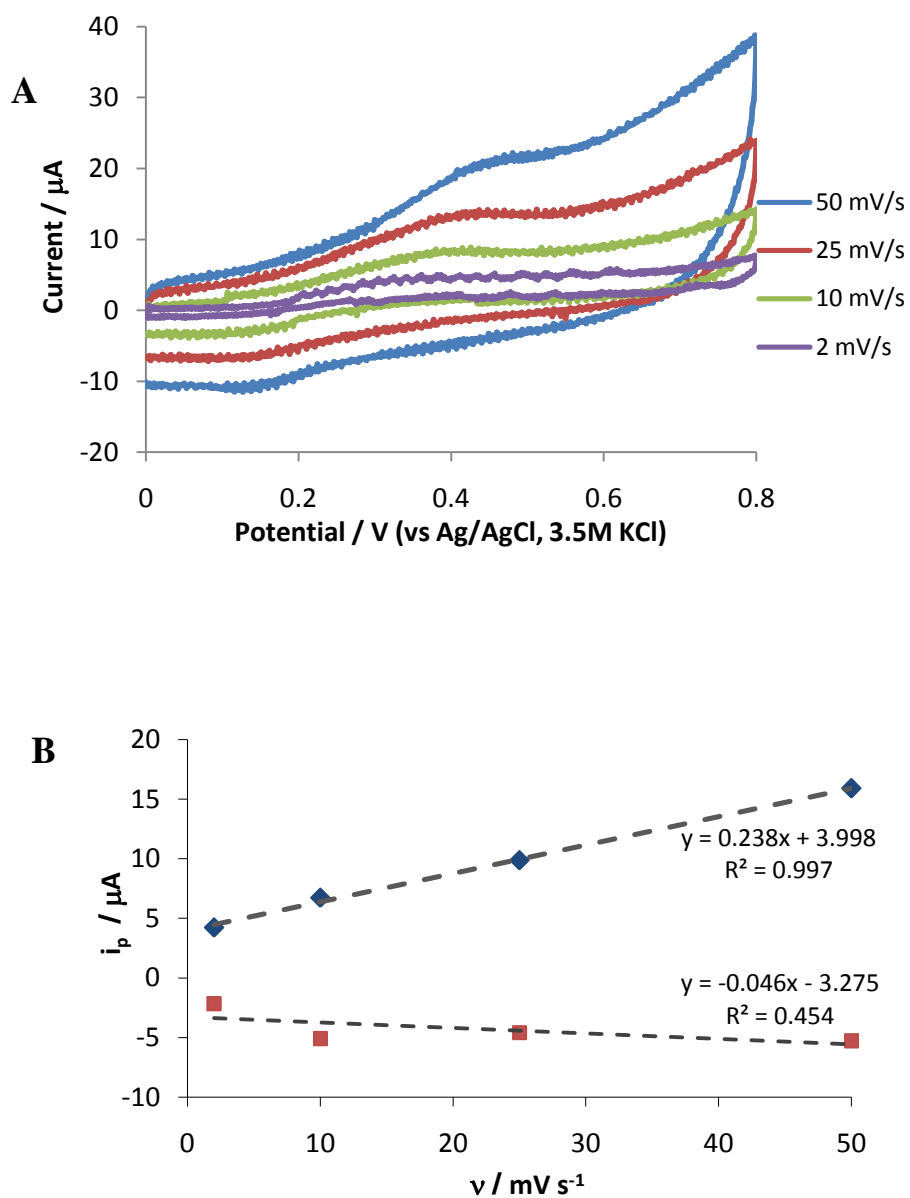 A
Current / µA
40
30
20
10
0
-10
-20
0
0.2
0.4
0.6
0.8
Potential / V (vs Ag/AgCl, 3.5M KCl)
50 mV/s
25 mV/s
10 mV/s
2 mV/s
B
i_p / µA
20
15
10
5
0
-5
-10
y = 0.238x + 3.998
R² = 0.997
y = -0.046x - 3.275
R² = 0.454
0
10
20
30
40
50
ν / mV s⁻¹